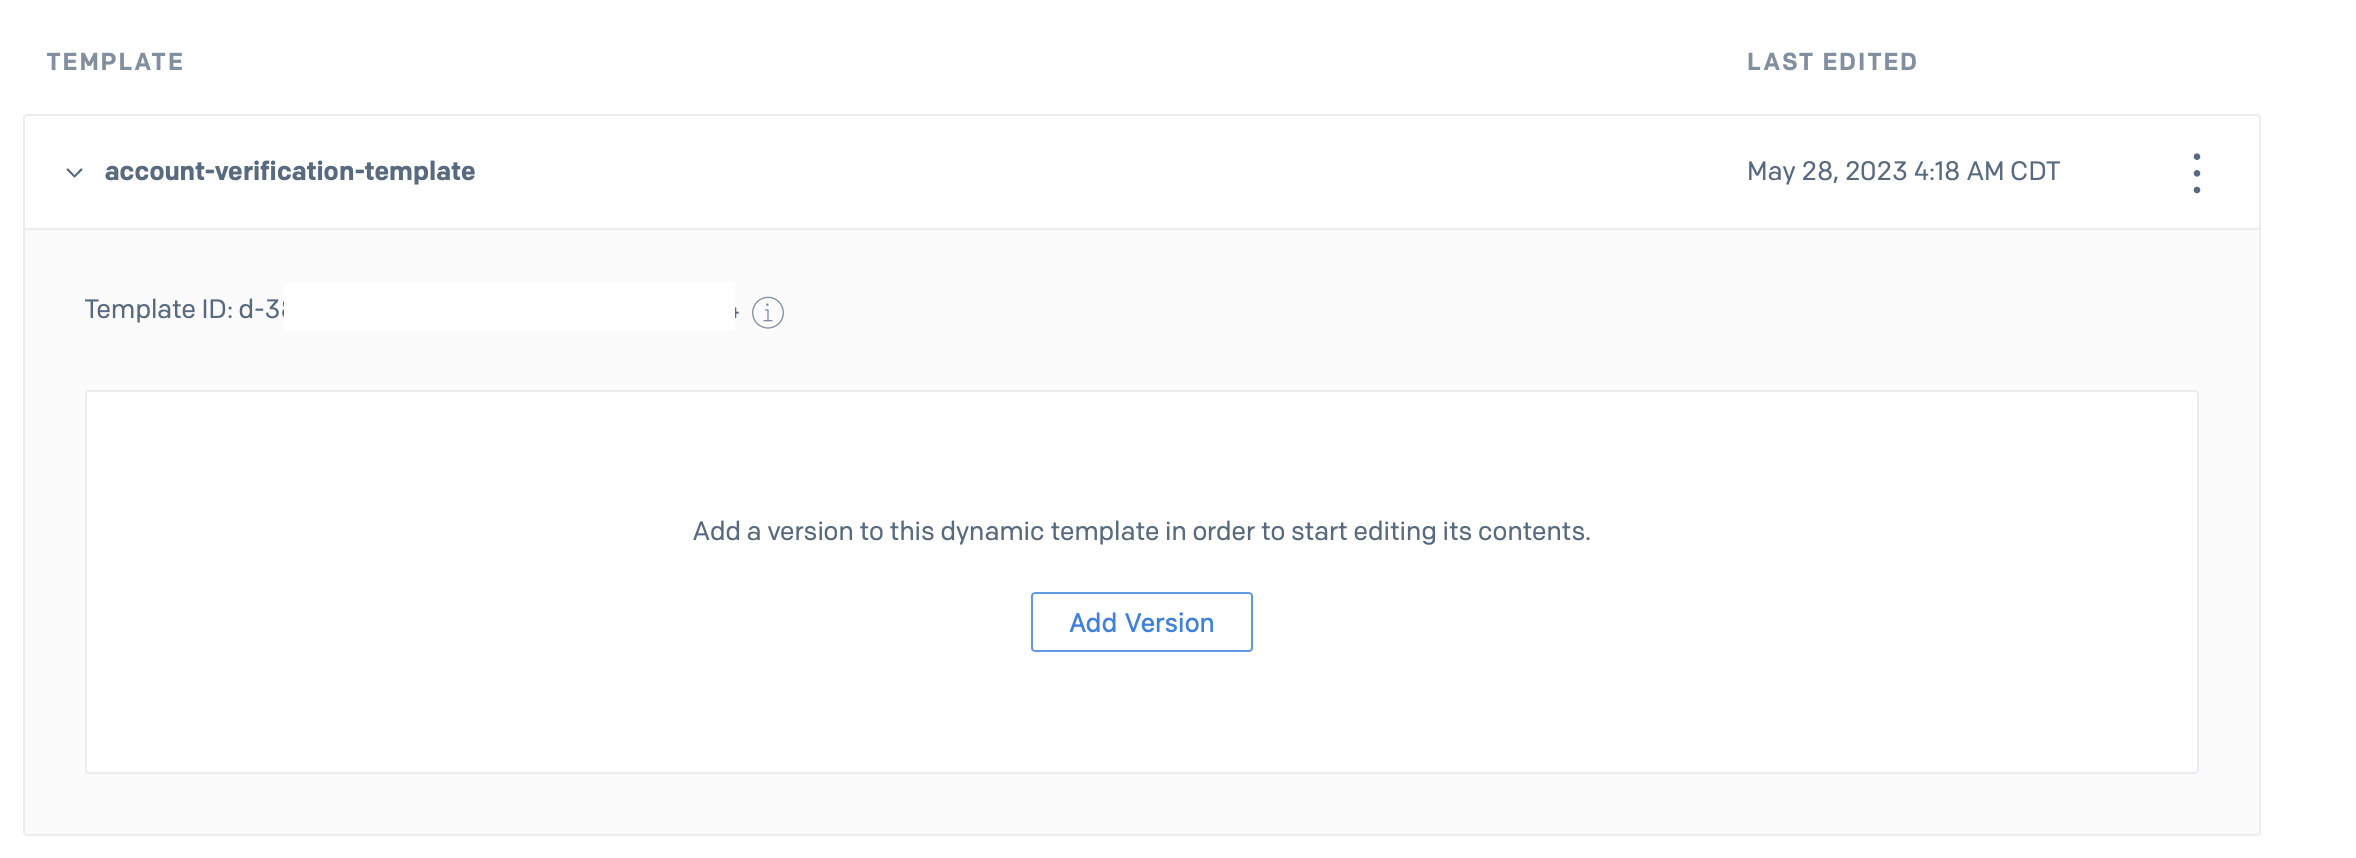 TEMPLATE LAST EDITED
account-verification-template May 28, 2023 4:18 AM CDT
Template ID: d-3
Add a version to this dynamic template in order to start editing its contents.
Add Version